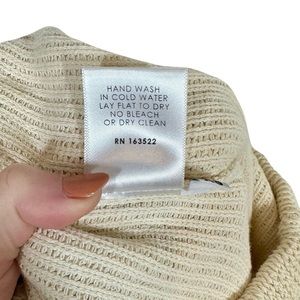 HAND WASH
IN COLD WATER
LAY FLAT TO DRY
NO BLEACH
OR DRY CLEAN
RN 163522